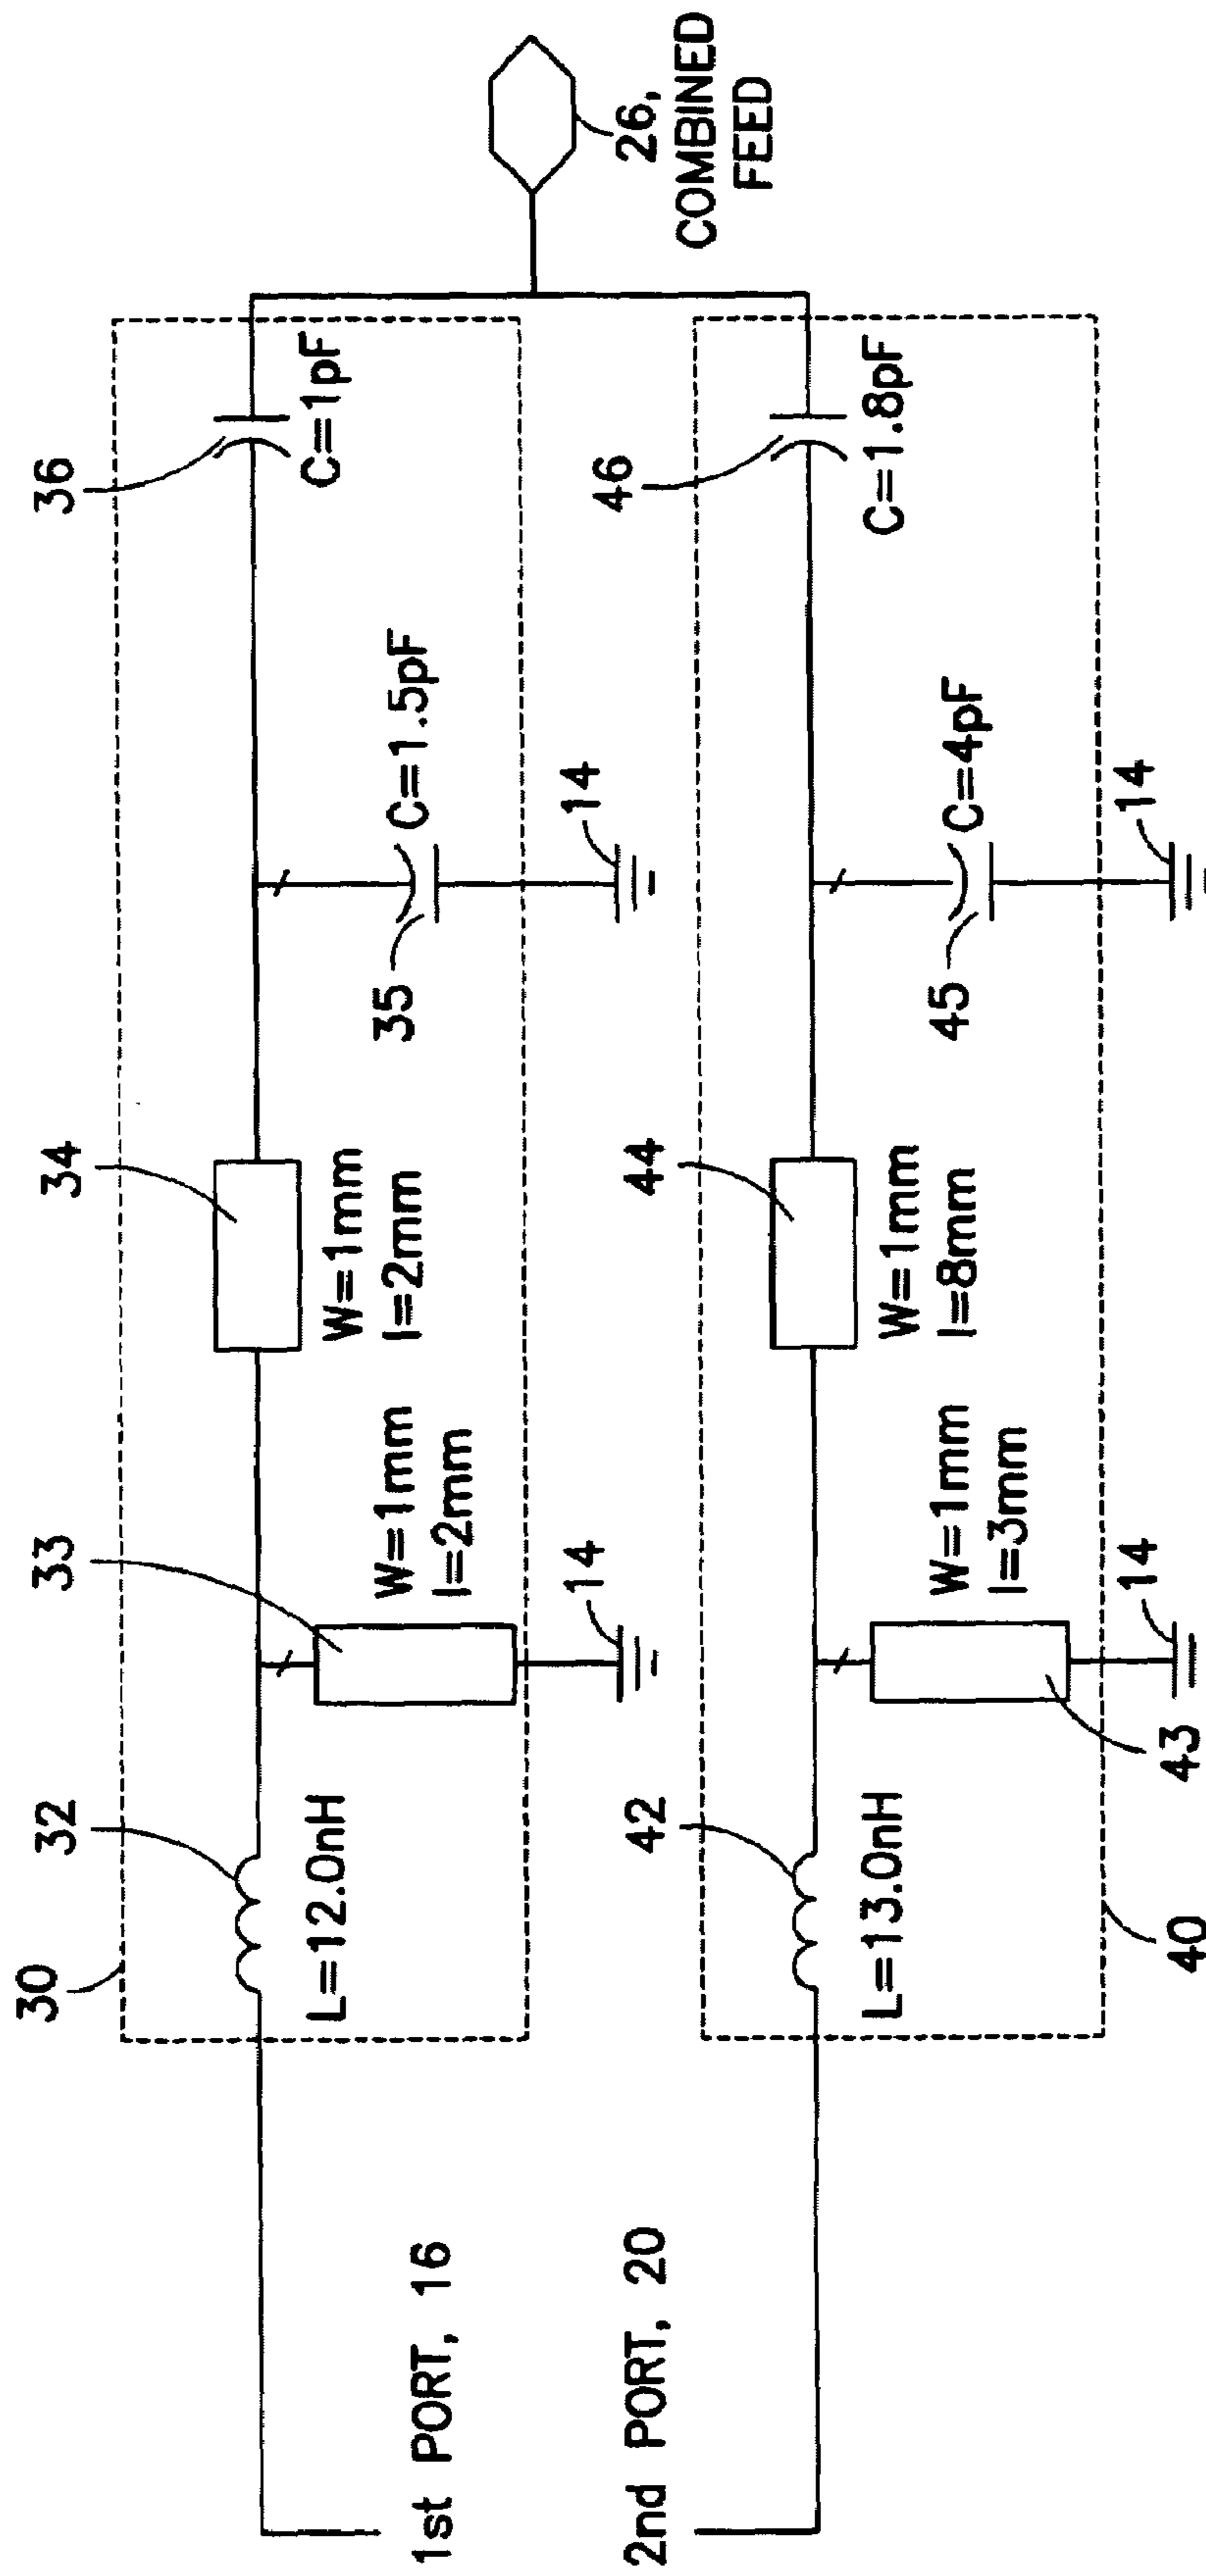 30
32
33
34
36
L=12.0nH
W=1mm
l=2mm
W=1mm
l=2mm
35
C=1.5pF
C=1pF
14
14
1st PORT, 16
26,
COMBINED
FEED
2nd PORT, 20
42
44
46
L=13.0nH
W=1mm
l=3mm
W=1mm
l=8mm
45
C=4pF
C=1.8pF
40
43
14
14